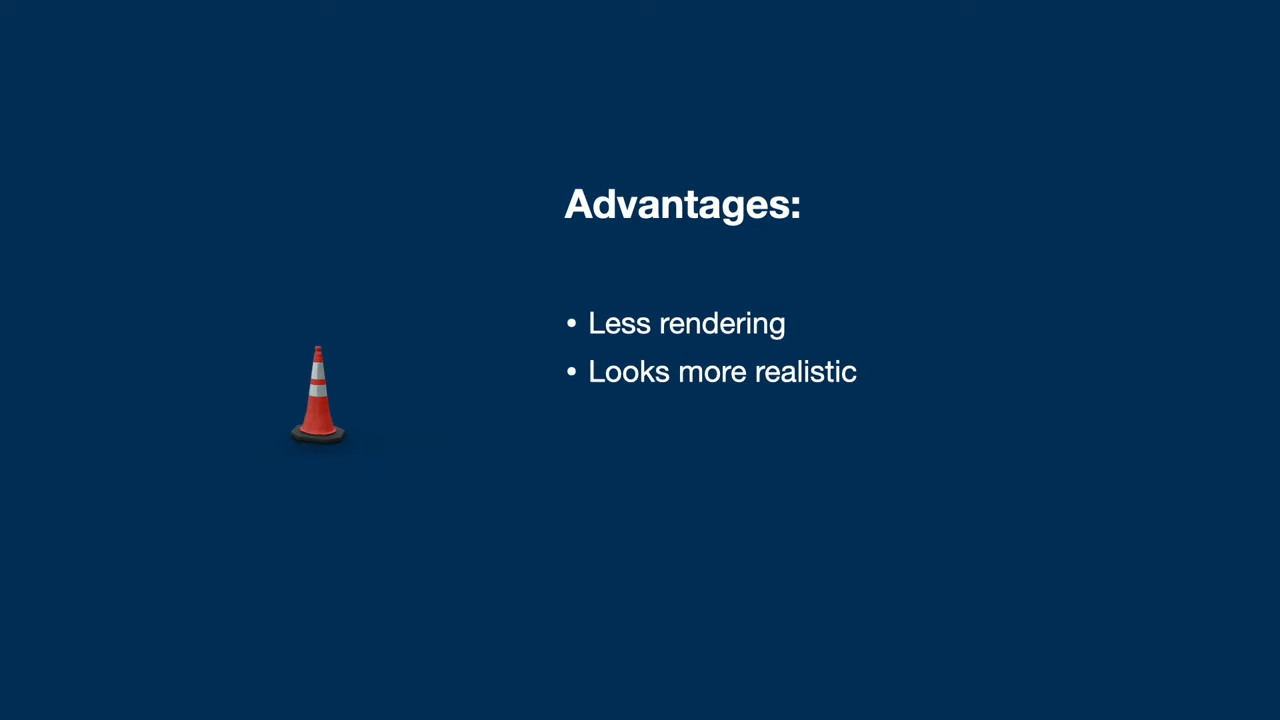 Advantages:
• Less rendering
• Looks more realistic